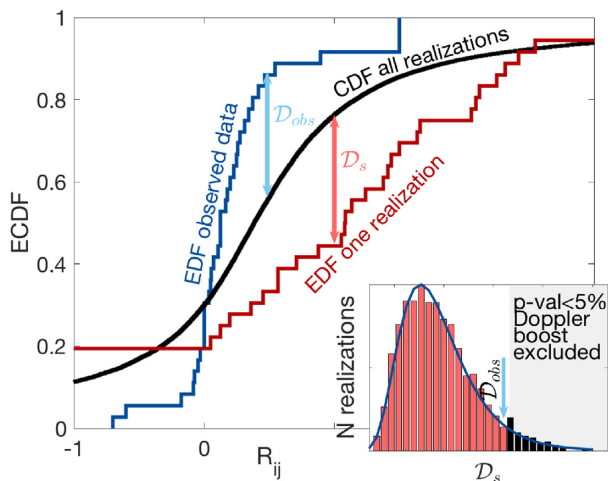 1
0.8
0.6
0.4
0.2
0
ECDF
-1
0
R_ij
EDF observed data
CDF all realizations
EDF one realization
𝒟_obs
𝒟_s
p-val<5%
Doppler
boost
excluded
𝒟_obs
N realizations
𝒟_s